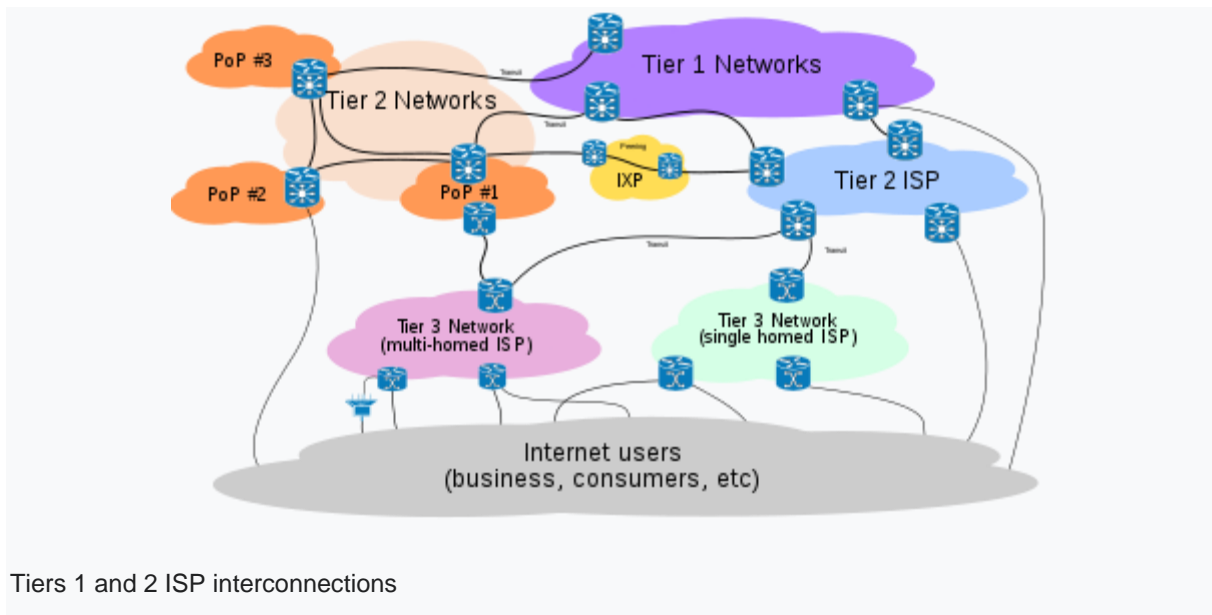 PoP #3
Tier 1 Networks
Transit
Tier 2 Networks
Transit
Peering
IXP
PoP #2
PoP #1
Tier 2 ISP
Transit
Transit
Tier 3 Network
(multi-homed ISP)
Tier 3 Network
(single homed ISP)
Internet users
(business, consumers, etc)
Tiers 1 and 2 ISP interconnections